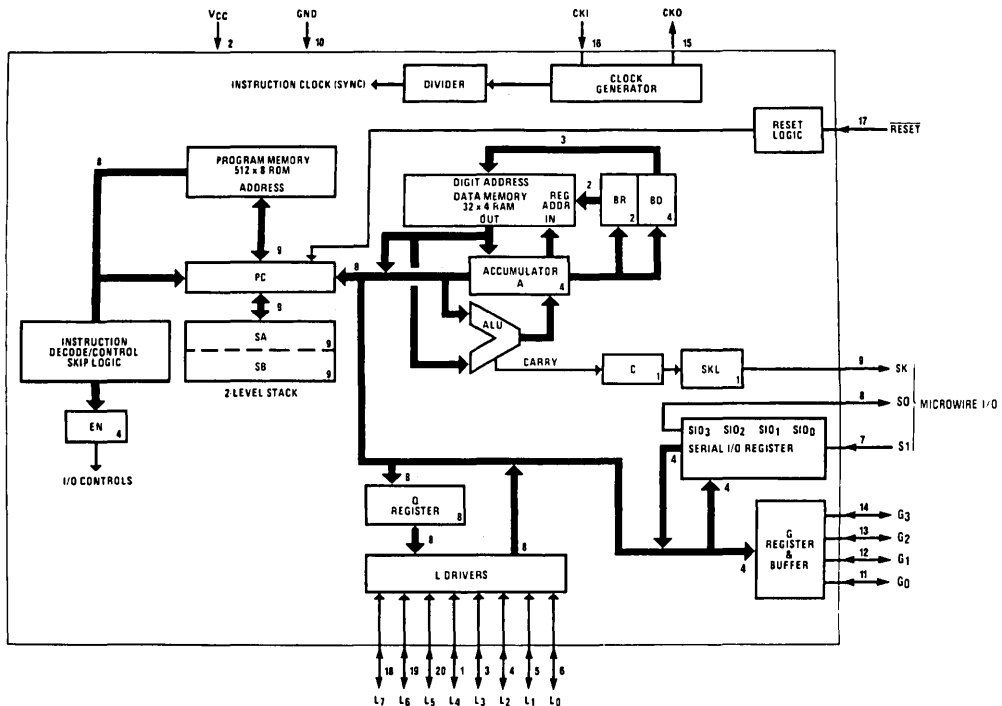 VCC
GND
CKI
CKO
2
10
16
15
INSTRUCTION CLOCK (SYNC)
DIVIDER
CLOCK
GENERATOR
RESET
LOGIC
17
RESET
8
PROGRAM MEMORY
512 x 8 ROM
ADDRESS
3
DIGIT ADDRESS
DATA MEMORY
32 x 4 RAM
OUT
REG
ADDR
IN
2
BR
2
BD
4
9
PC
8
ACCUMULATOR
A
4
9
INSTRUCTION
DECODE/CONTROL
SKIP LOGIC
SA
9
SB
9
2-LEVEL STACK
ALU
CARRY
C
1
SKL
1
9
SK
8
SO
MICROWIRE I/O
7
S1
EN
4
I/O CONTROLS
SIO3 SIO2 SIO1 SIO0
SERIAL I/O REGISTER
4
4
8
Q
REGISTER
8
8
8
L DRIVERS
4
G
REGISTER
&
BUFFER
14
G3
13
G2
12
G1
11
G0
18
19
20
1
3
4
5
6
L7
L6
L5
L4
L3
L2
L1
L0